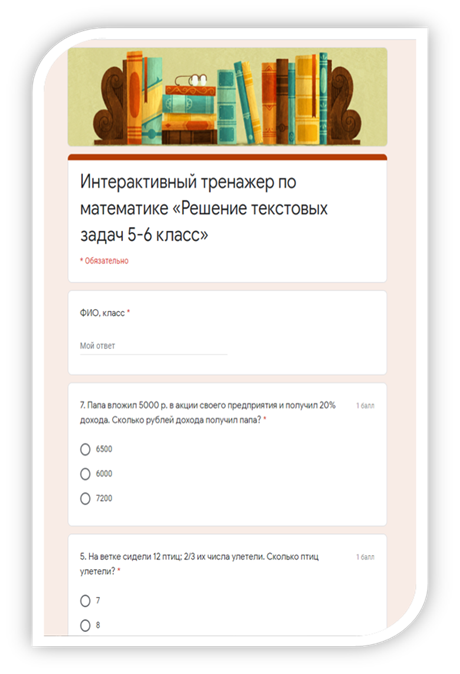 Интерактивный тренажер по
математике «Решение текстовых
задач 5-6 класс»
* Обязательно
ФИО, класс *
Мой ответ
7. Папа вложил 5000 р. в акции своего предприятия и получил 20%
дохода. Сколько рублей дохода получил папа? *
1 балл
6500
6000
7200
5. На ветке сидели 12 птиц; 2/3 их числа улетели. Сколько птиц
улетели? *
1 балл
7
8